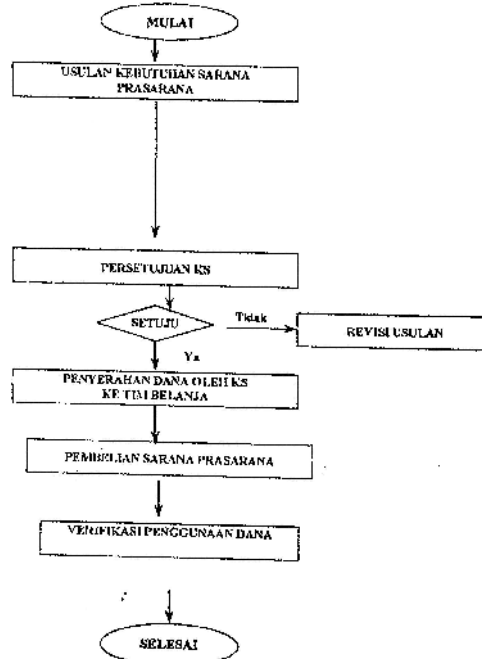 MULAI
USULAN KEBUTUHAN SARANA
PRASARANA
PERSETUJUAN KS
SETUJU
Tidak
REVISI USULAN
Ya
PENYERAHAN DANA OLEH KS
KE TIM BELANJA
PEMBELIAN SARANA PRASARANA
VERIFIKASI PENGGUNAAN DANA
SELESAI